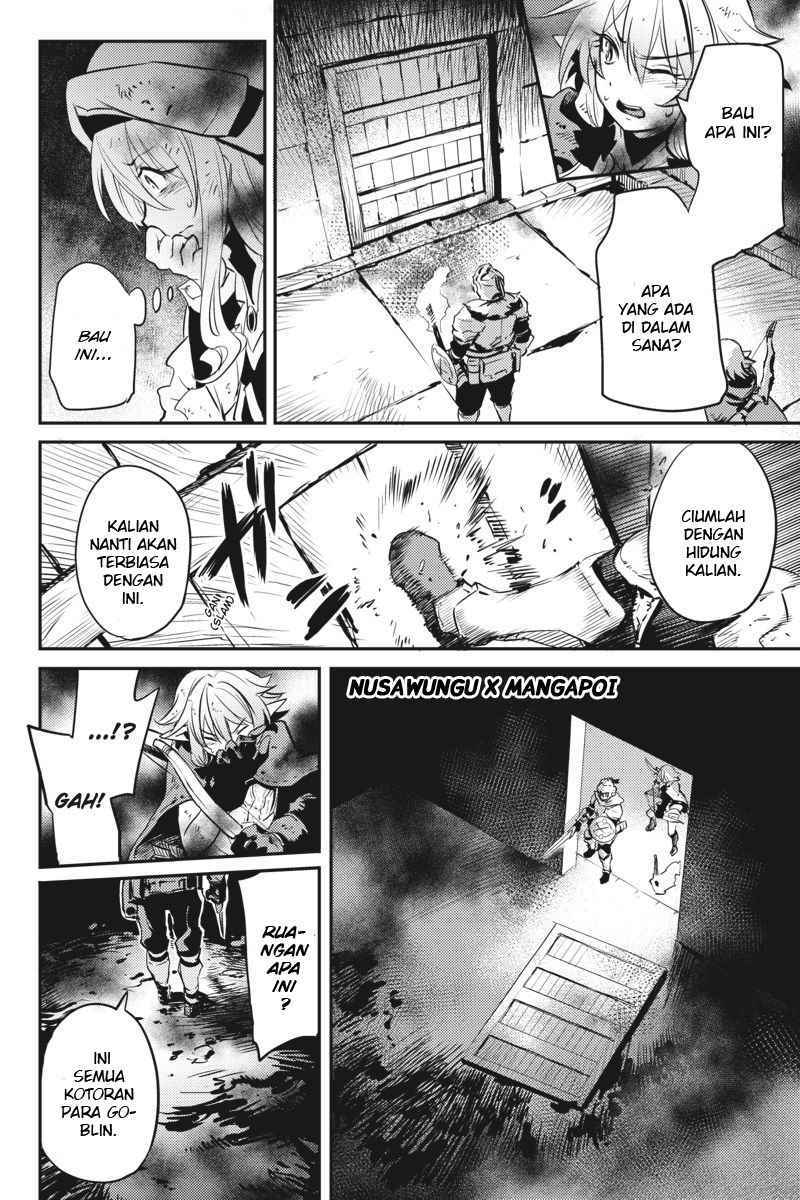 BAU
APA INI?
APA
YANG ADA
DI DALAM
SANA?
BAU
INI...
CIUMLAH
DENGAN
HIDUNG
KALIAN.
KALIAN
NANTI AKAN
TERBIASA
DENGAN
INI.
GAN
(SLAM)
NUSAWUNGU X MANGAPOI
...!?
GAH!
RUA-
NGAN
APA
INI
?
INI
SEMUA
KOTORAN
PARA GO-
BLIN.